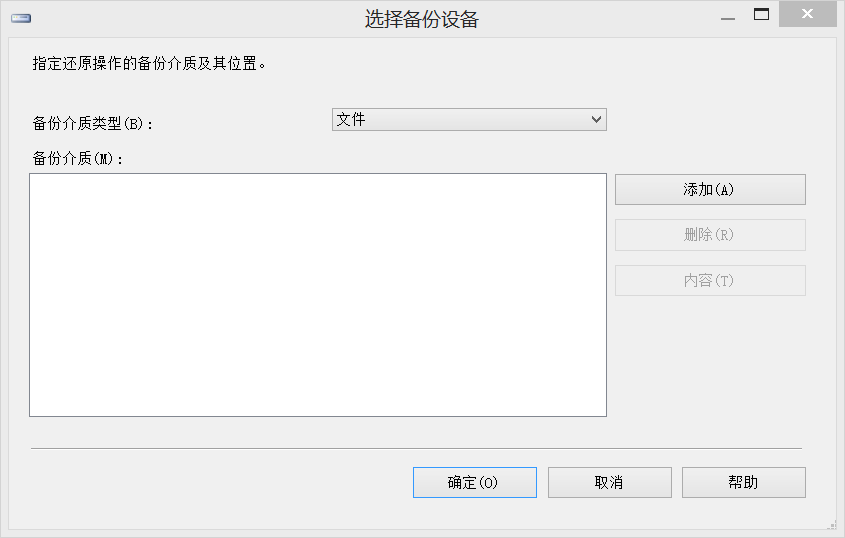 选择备份设备
指定还原操作的备份介质及其位置。
备份介质类型(B):
文件
备份介质(M):
添加(A)
删除(R)
内容(T)
确定(O)
取消
帮助